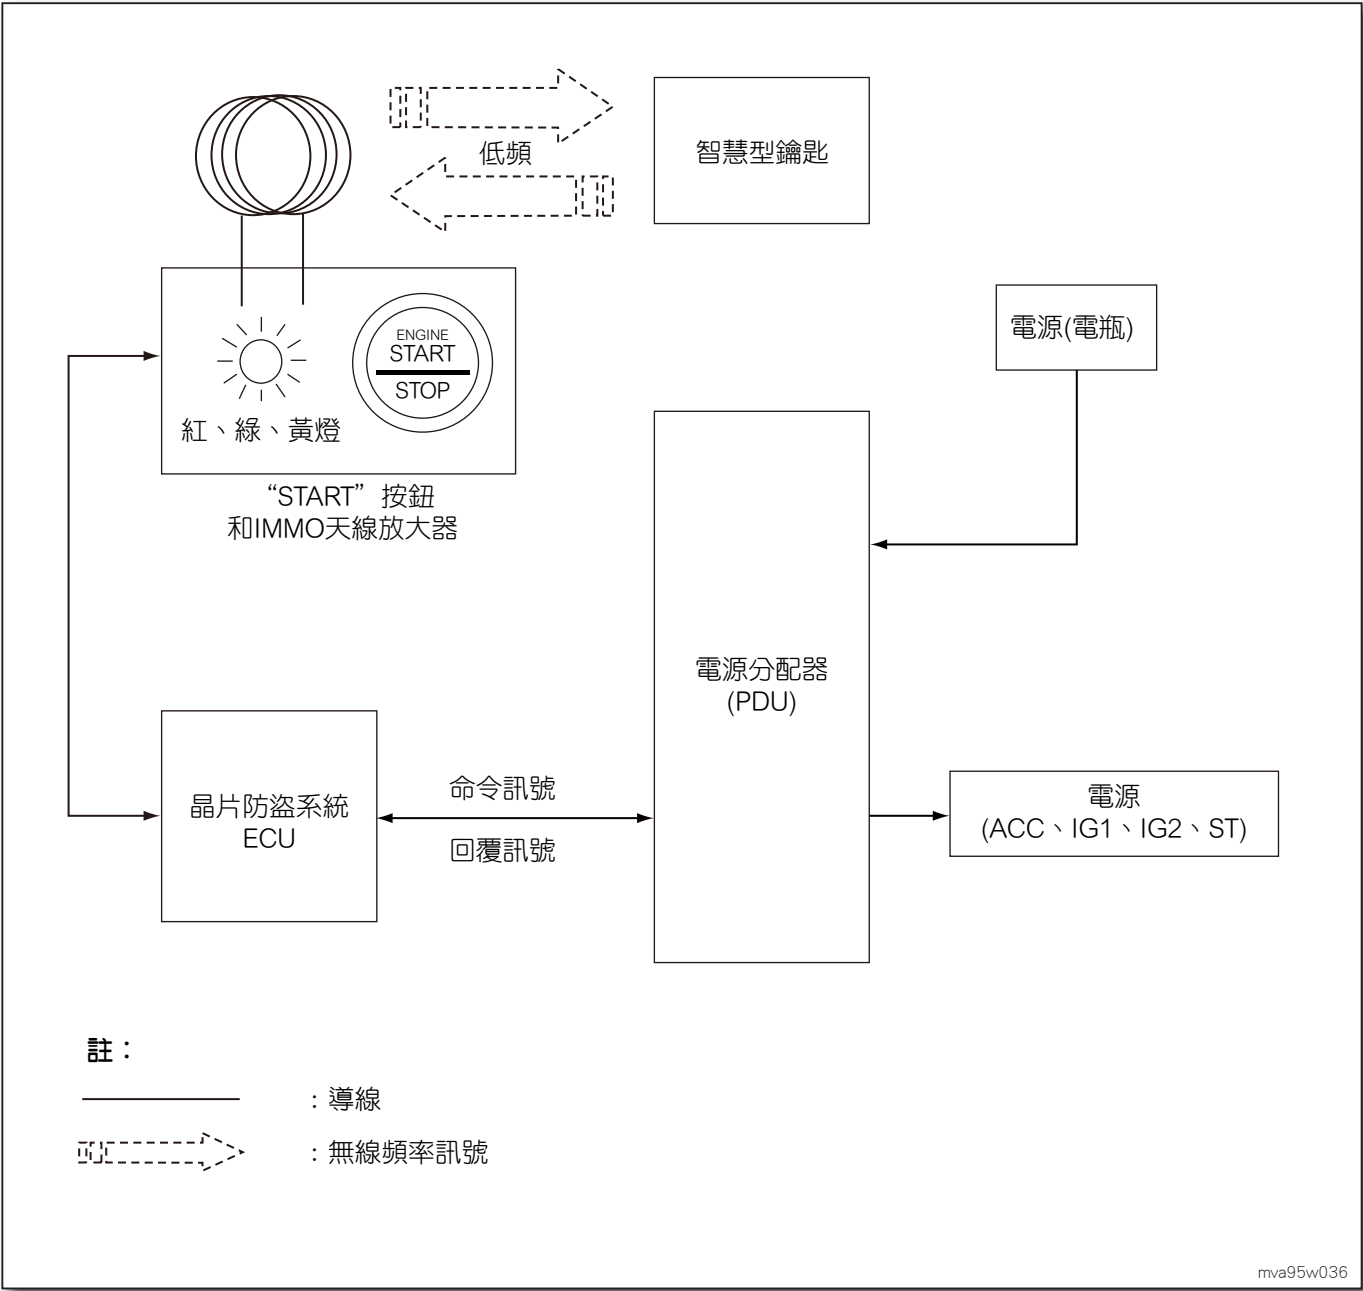 低頻
智慧型鑰匙
ENGINE
START
STOP
紅、綠、黃燈
“START”按鈕
和IMMO天線放大器
電源(電瓶)
電源分配器
(PDU)
晶片防盜系統
ECU
命令訊號
回覆訊號
電源
(ACC、IG1、IG2、ST)
註：
：導線
：無線頻率訊號
mva95w036